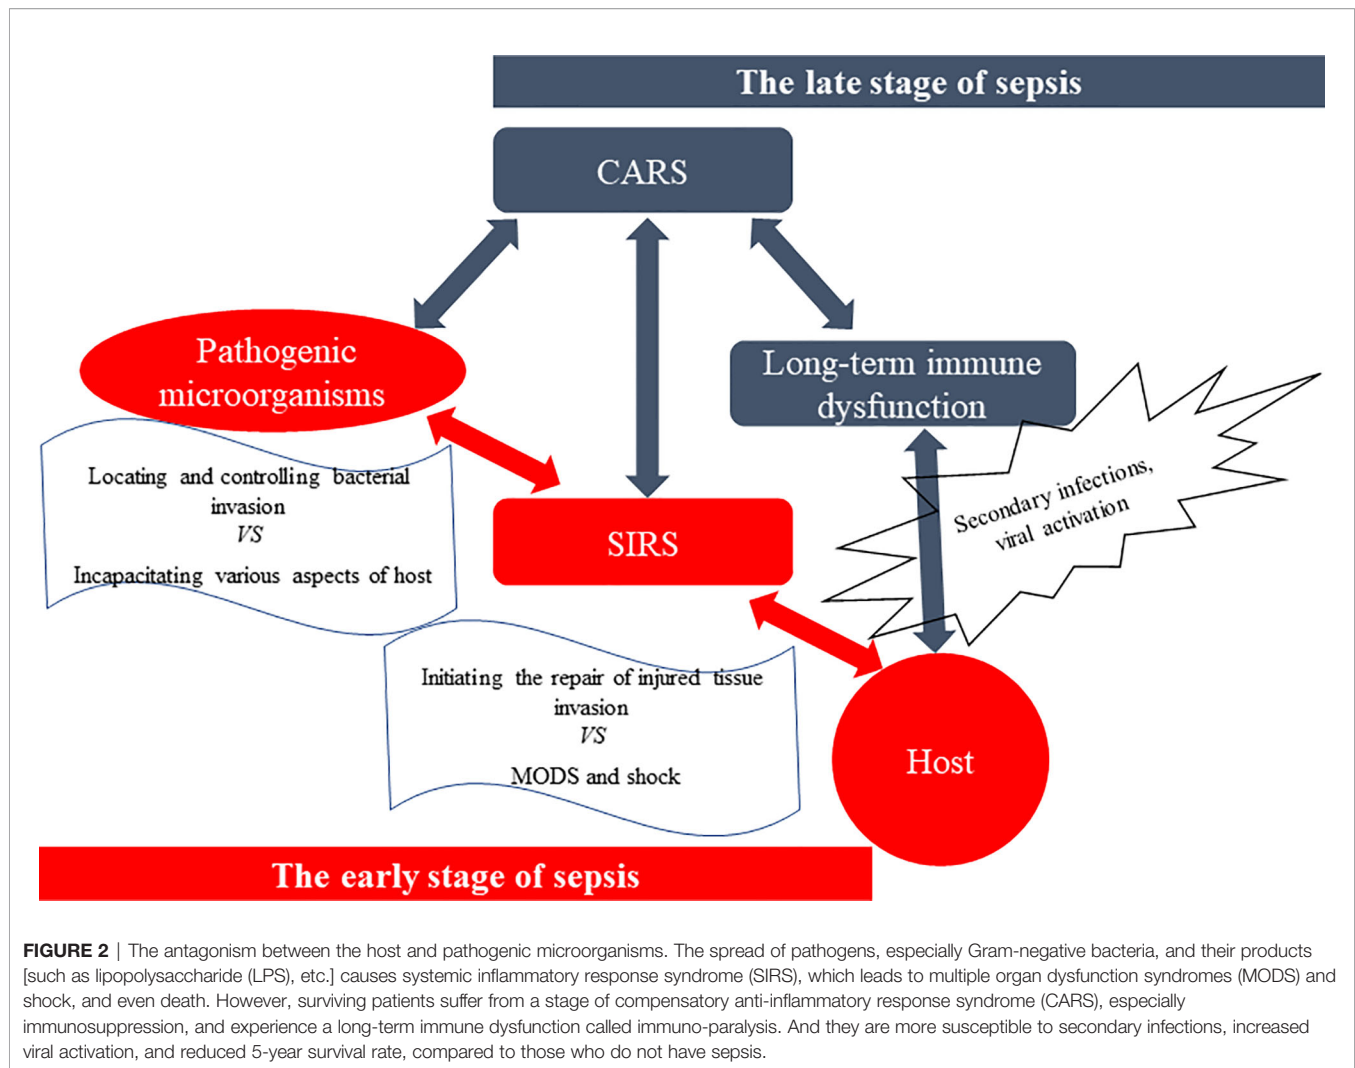 The late stage of sepsis
CARS
Pathogenic
microorganisms
Long-term immune
dysfunction
Locating and controlling bacterial
invasion
VS
Incapacitating various aspects of host
Secondary infections,
viral activation
SIRS
Initiating the repair of injured tissue
invasion
VS
MODS and shock
Host
The early stage of sepsis
FIGURE 2 | The antagonism between the host and pathogenic microorganisms. The spread of pathogens, especially Gram-negative bacteria, and their products
[such as lipopolysaccharide (LPS), etc.] causes systemic inflammatory response syndrome (SIRS), which leads to multiple organ dysfunction syndromes (MODS) and
shock, and even death. However, surviving patients suffer from a stage of compensatory anti-inflammatory response syndrome (CARS), especially
immunosuppression, and experience a long-term immune dysfunction called immuno-paralysis. And they are more susceptible to secondary infections, increased
viral activation, and reduced 5-year survival rate, compared to those who do not have sepsis.